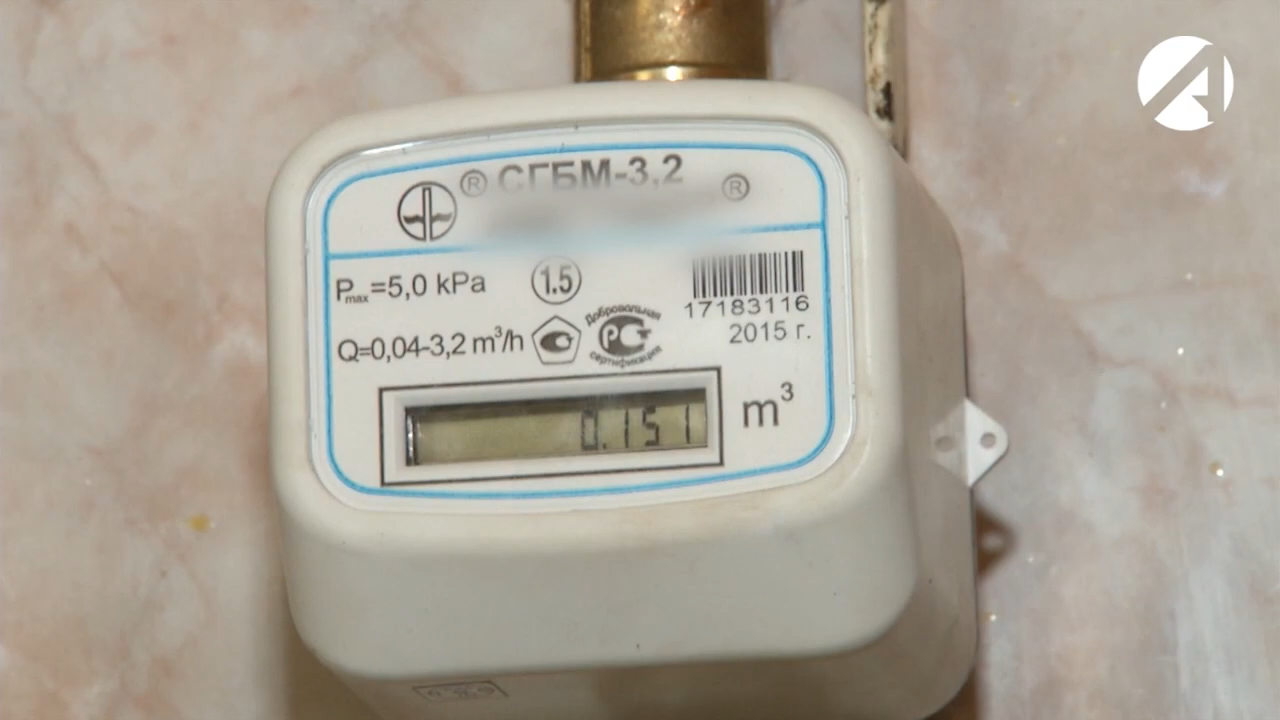 ® СГБМ-3,2 ®
Pmax=5,0 kPa
1.5
17183116
2015 г.
Q=0,04-3,2 m³/h
Добровольная
РСТ
сертификация
0.151
m³